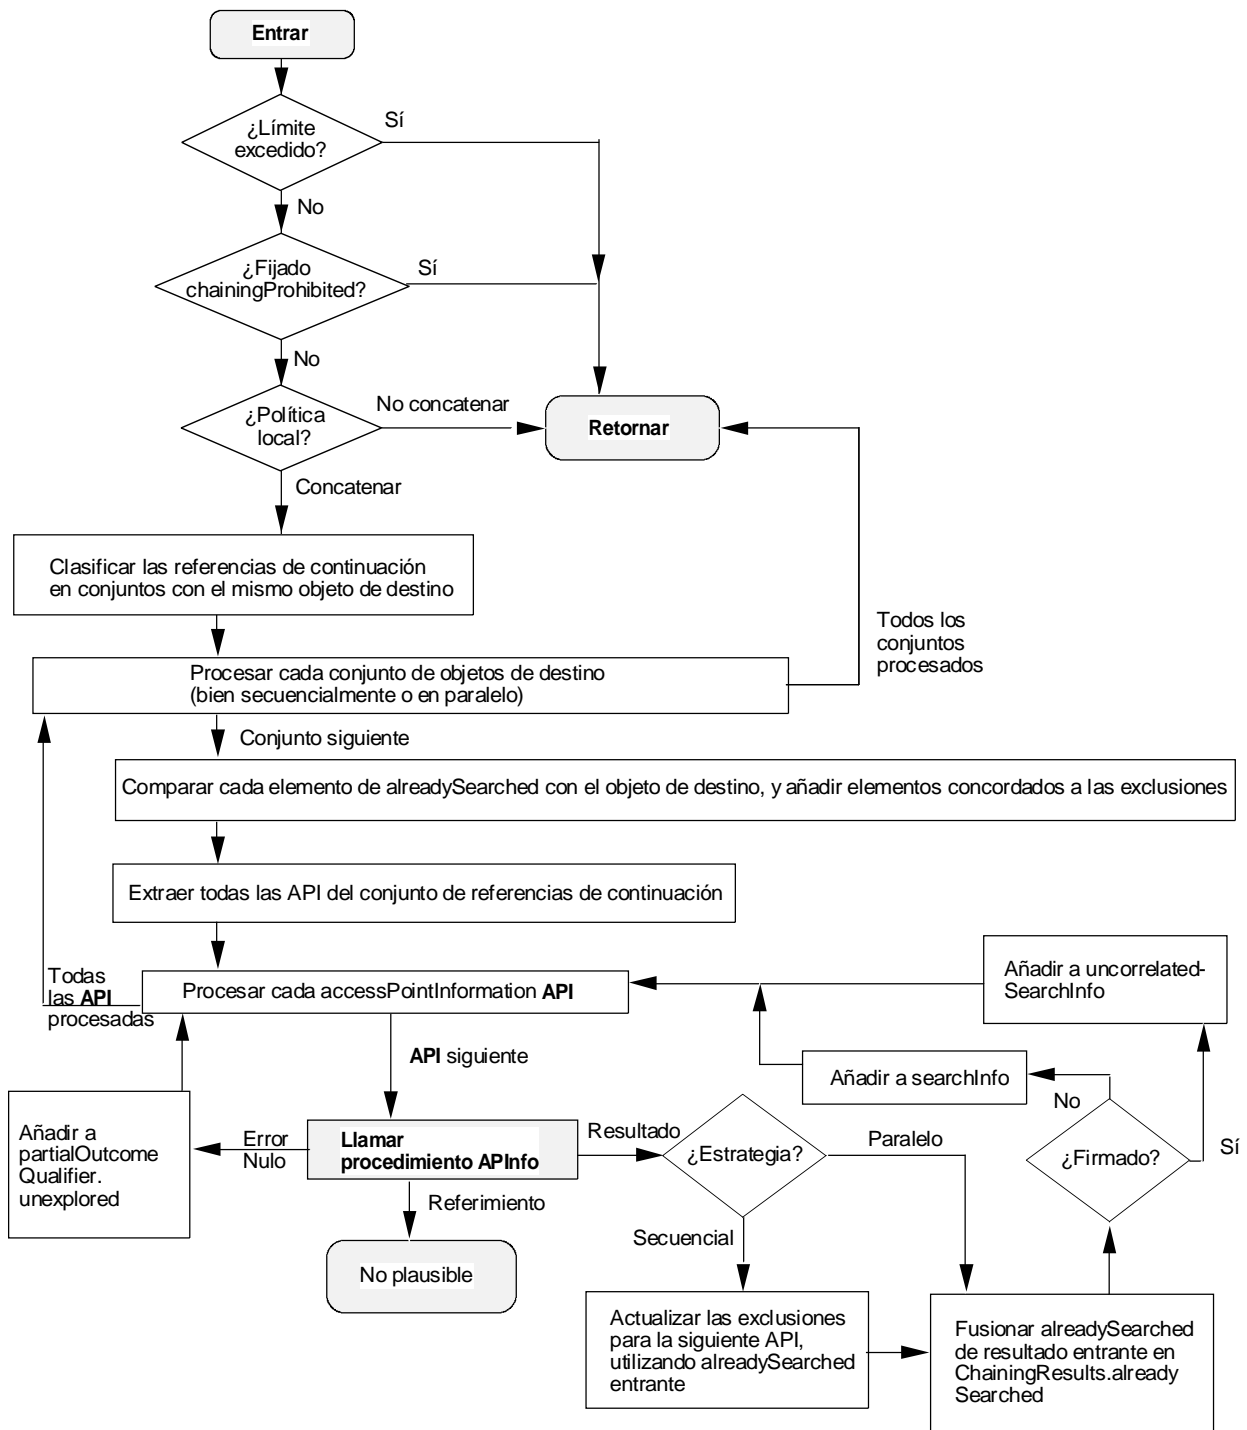 Entrar
¿Límite
excedido?
Sí
No
¿Fijado
chainingProhibited?
Sí
No
¿Política
local?
No concatenar
Retornar
Concatenar
Clasificar las referencias de continuación
en conjuntos con el mismo objeto de destino
Todos los
conjuntos
procesados
Procesar cada conjunto de objetos de destino
(bien secuencialmente o en paralelo)
Conjunto siguiente
Comparar cada elemento de alreadySearched con el objeto de destino, y añadir elementos concordados a las exclusiones
Extraer todas las API del conjunto de referencias de continuación
Todas
las API
procesadas
Procesar cada accessPointInformation API
Añadir a uncorrelated-
SearchInfo
API siguiente
Añadir a searchInfo
No
Sí
Añadir a
partialOutcome
Qualifier.
unexplored
Error
Nulo
Llamar
procedimiento APInfo
Resultado
¿Estrategia?
Paralelo
¿Firmado?
Referimiento
Secuencial
No plausible
Actualizar las exclusiones
para la siguiente API,
utilizando alreadySearched
entrante
Fusionar alreadySearched
de resultado entrante en
ChainingResults.already
Searched